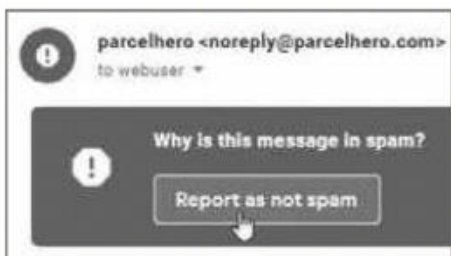 parcelhero <noreply@parcelhero.com>
to webuser
Why is this message in spam?
Report as not spam